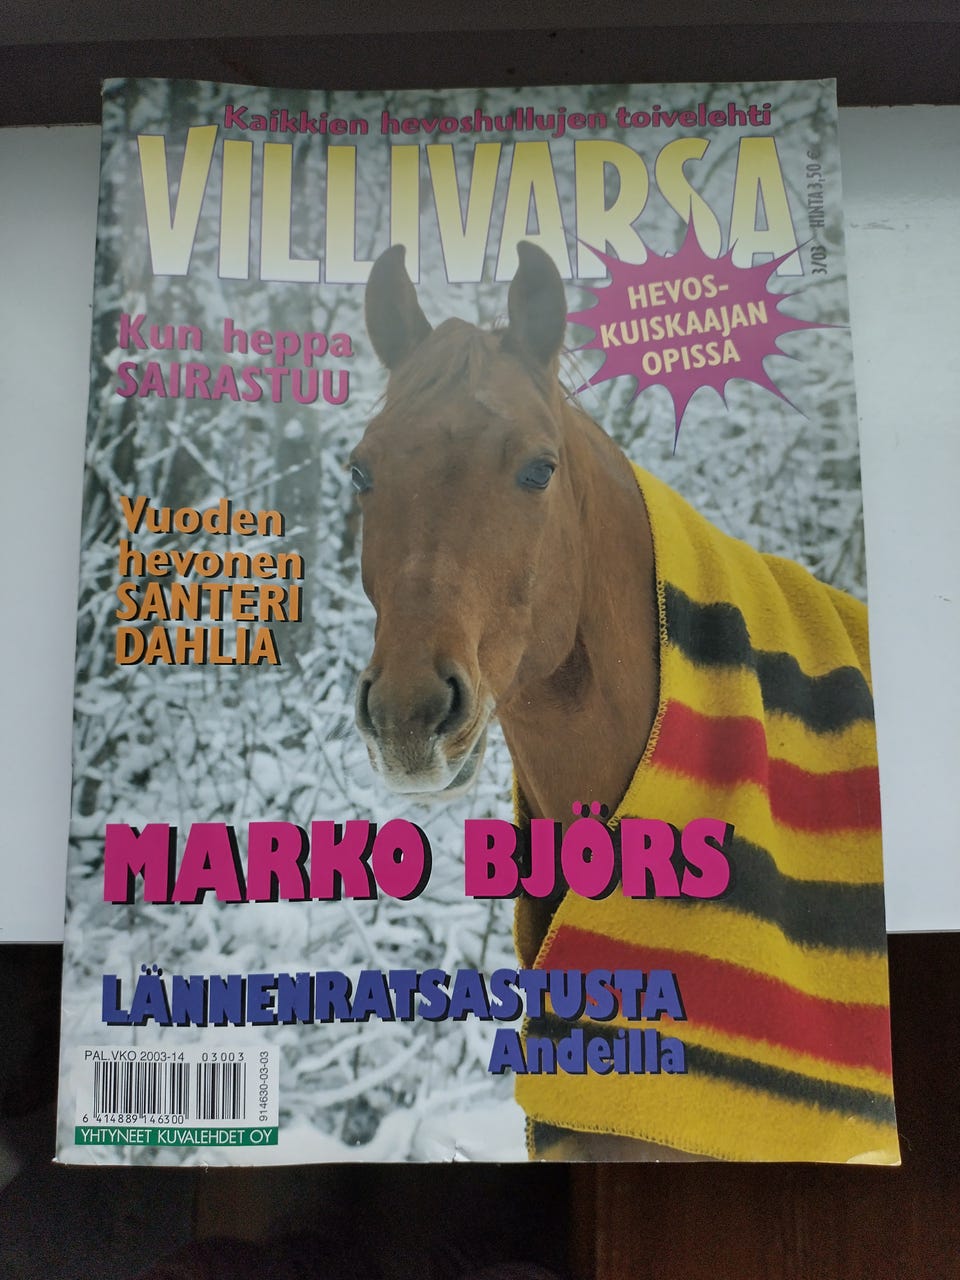 Kaikkien hevoshullujen toivelehti
VILLIVARSA
3/03 HINTA 3,50 €
HEVOS-
KUISKAAJAN
OPISSA
Kun heppa
SAIRASTUU
Vuoden
hevonen
SANTERI
DAHLIA
MARKO BJÖRS
LÄNNENRATSASTUSTA
Andeilla
PAL.VKO 2003-14 03003
6 414889 146300
914630-03-03
YHTYNEET KUVALEHDET OY